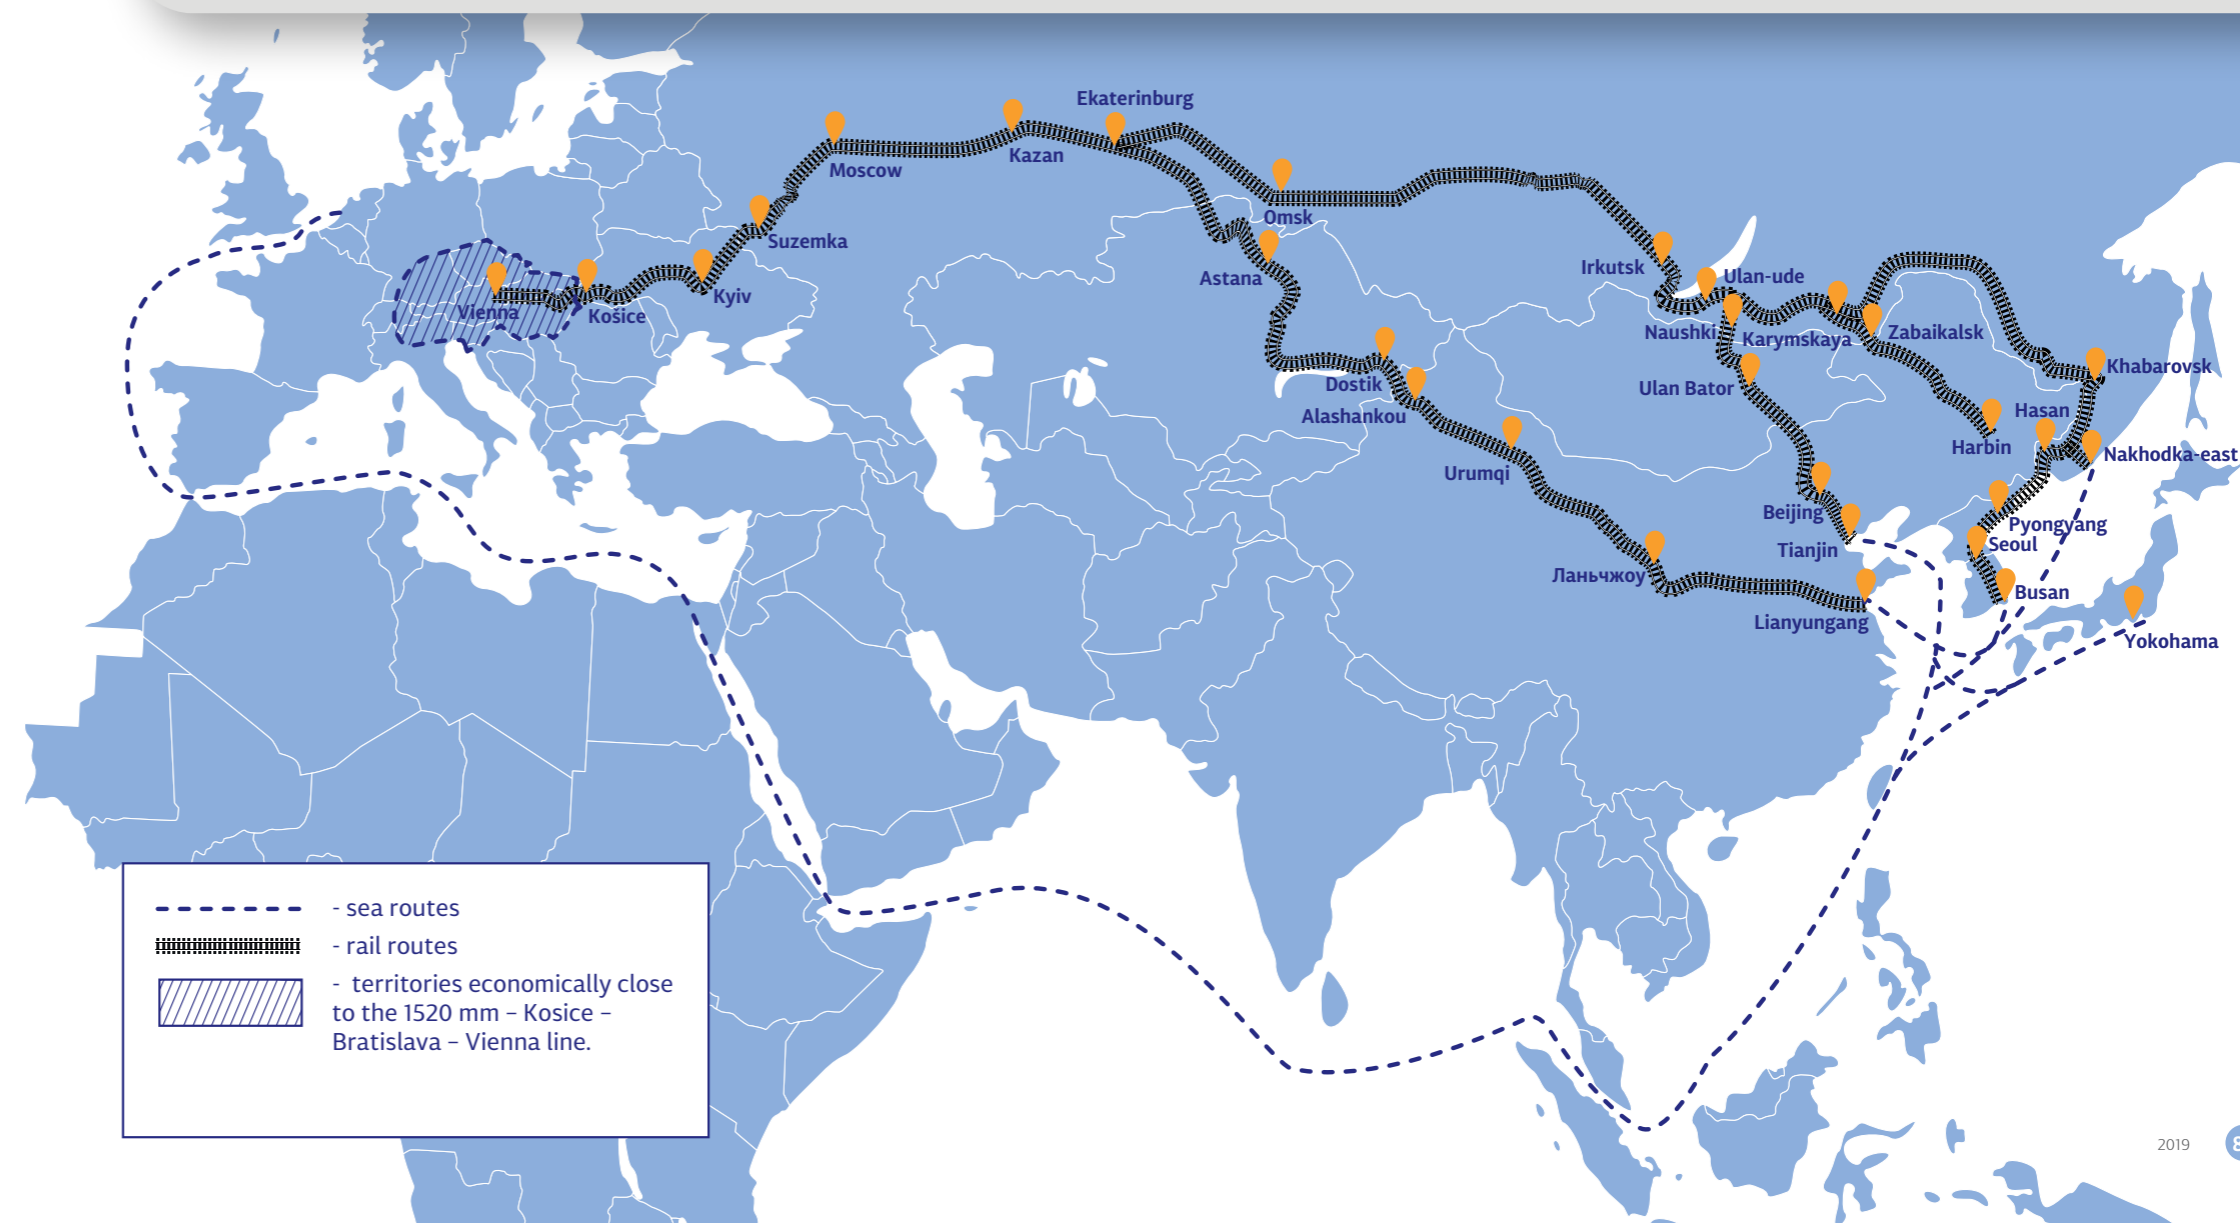 Ekaterinburg
Kazan
Moscow
Omsk
Suzemka
Astana
Irkutsk
Ulan-ude
Kyiv
Vienna
Košice
Naushki
Karymskaya
Zabaikalsk
Khabarovsk
Dostik
Ulan Bator
Alashankou
Hasan
Harbin
Nakhodka-east
Urumqi
Beijing
Pyongyang
Tianjin
Seoul
Ланьчжоу
Busan
Lianyungang
Yokohama
- sea routes
- rail routes
- territories economically close
to the 1520 mm – Kosice –
Bratislava – Vienna line.
2019